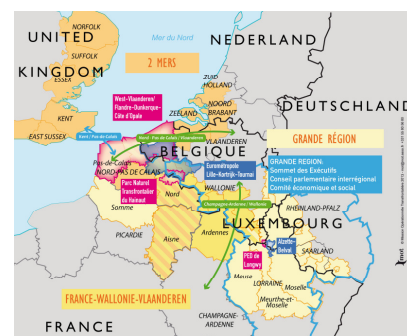 NORFOLK
SUFFOLK
UNITED
KINGDOM
ESSEX
KENT
EAST SUSSEX
Mer du Nord
2 MERS
NEDERLAND
ZUID
HOLLAND
NOORD
BRABANT
ZEELAND
DEUTSCHLAND
West-Vlaanderen/
Flandre-Dunkerque-
Côte d'Opale
Kent / Pas de Calais
Nord - Pas de Calais / Vlaanderen
VLAANDEREN
BELGIQUE
GRANDE RÉGION
GRANDE REGION:
Sommet des Exécutifs
Conseil parlementaire interrégional
Comité économique et social
Eurométropole
Lille-Kortrijk-Tournai
Pas-de-Calais
NORD-PAS DE CALAIS
Parc Naturel
Transfrontalier
du Hainaut
Nord
WALLONIE
Champagne-Ardennes / Wallonie
Somme
PICARDIE
Aisne
Ardennes
LUXEMBOURG
RHEINLAND-PFALZ
Alzette-
Belval
SAARLAND
PED de
Longwy
Meuse
LORRAINE
Moselle
Meurthe-et-
Moselle
FRANCE-WALLONIE-VLAANDEREN
CHAMPAGNE-
ARDENNE
FRANCE